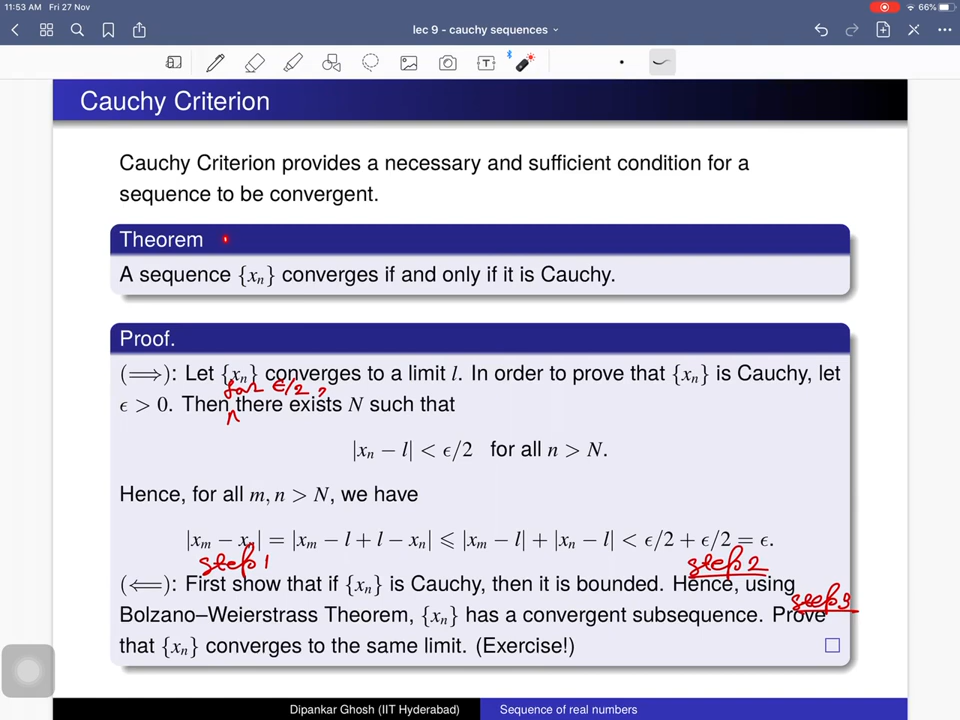 11:53 AM Fri 27 Nov
66%
lec 9 - cauchy sequences
Cauchy Criterion
Cauchy Criterion provides a necessary and sufficient condition for a
sequence to be convergent.
Theorem
A sequence {xₙ} converges if and only if it is Cauchy.
Proof.
(⟹): Let {xₙ} converges to a limit l. In order to prove that {xₙ} is Cauchy, let
for ϵ/2,
ϵ > 0. Then there exists N such that
|xₙ − l| < ϵ/2 for all n > N.
Hence, for all m, n > N, we have
|xₘ − xₙ| = |xₘ − l + l − xₙ| ⩽ |xₘ − l| + |xₙ − l| < ϵ/2 + ϵ/2 = ϵ.
step 1 step 2
(⟸): First show that if {xₙ} is Cauchy, then it is bounded. Hence, using
step 3
Bolzano–Weierstrass Theorem, {xₙ} has a convergent subsequence. Prove
that {xₙ} converges to the same limit. (Exercise!)
Dipankar Ghosh (IIT Hyderabad) Sequence of real numbers